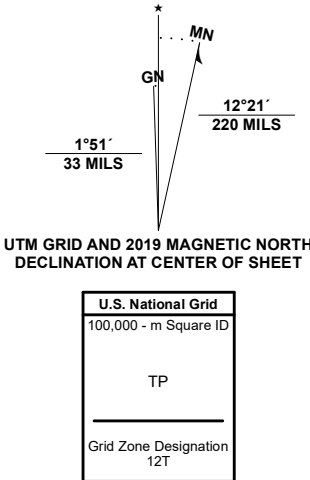 ★
MN
GN
12°21´
220 MILS
1°51´
33 MILS
UTM GRID AND 2019 MAGNETIC NORTH
DECLINATION AT CENTER OF SHEET
U.S. National Grid
100,000 - m Square ID
TP
Grid Zone Designation
12T